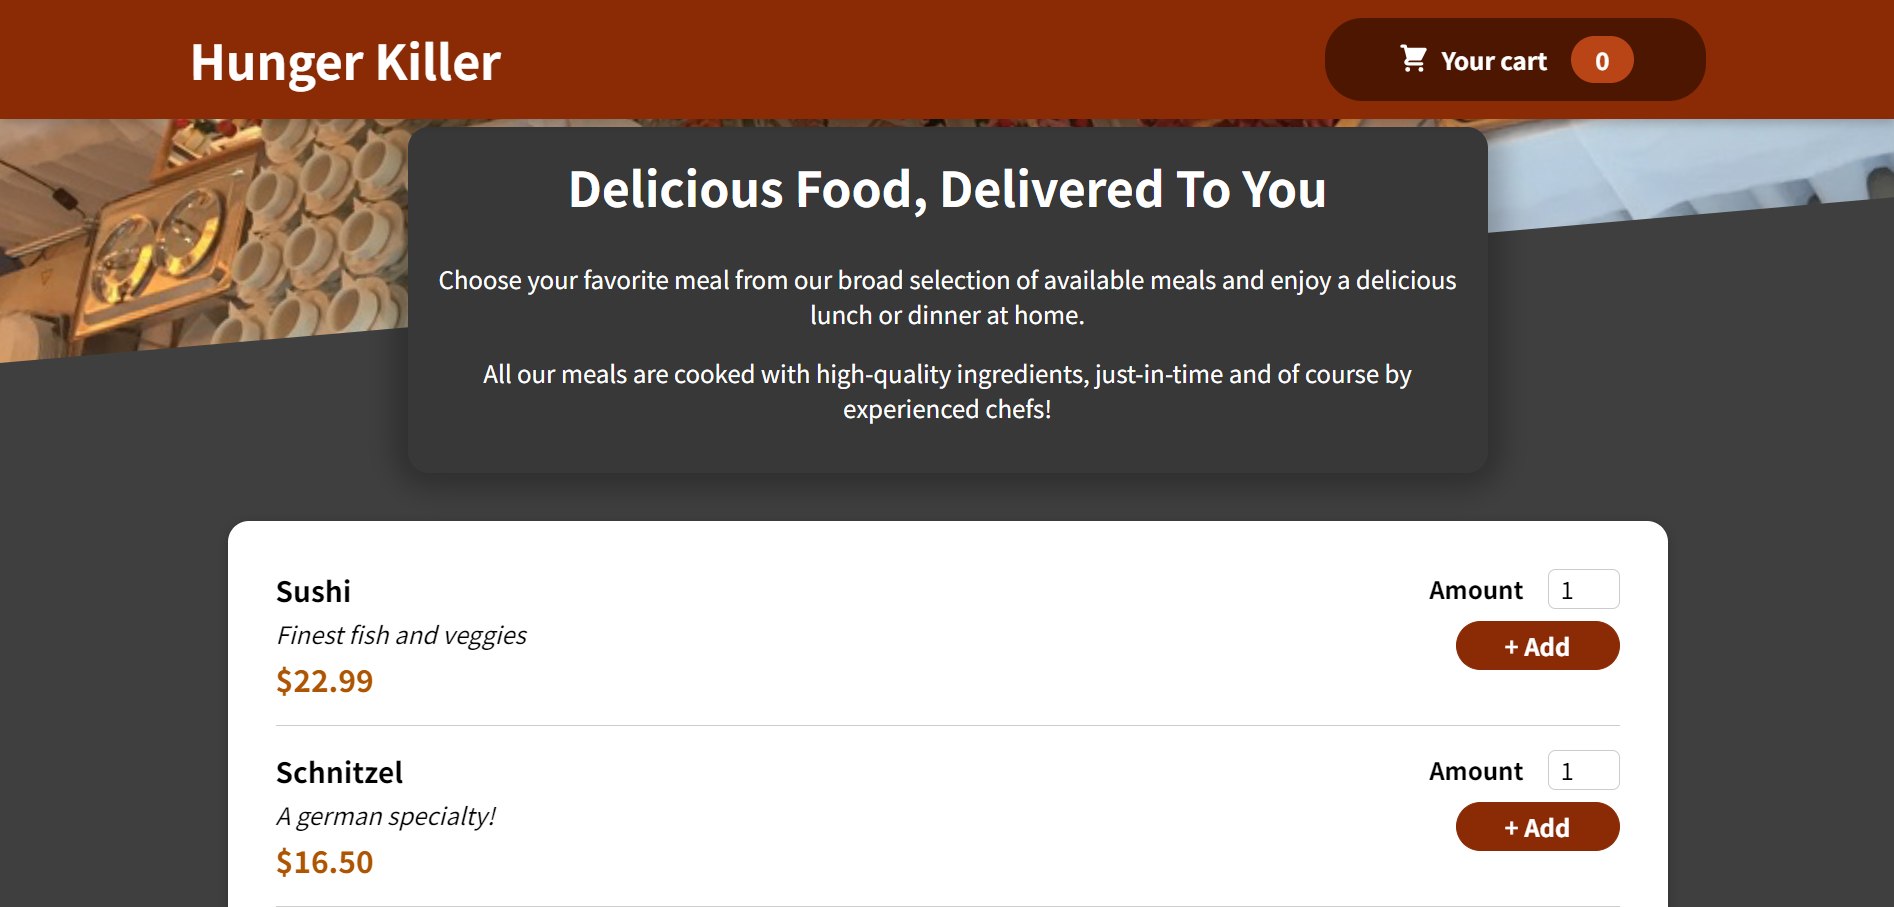 Hunger Killer
Your cart 0
Delicious Food, Delivered To You
Choose your favorite meal from our broad selection of available meals and enjoy a delicious
lunch or dinner at home.
All our meals are cooked with high-quality ingredients, just-in-time and of course by
experienced chefs!
Sushi
Finest fish and veggies
$22.99
Amount 1
+ Add
Schnitzel
A german specialty!
$16.50
Amount 1
+ Add